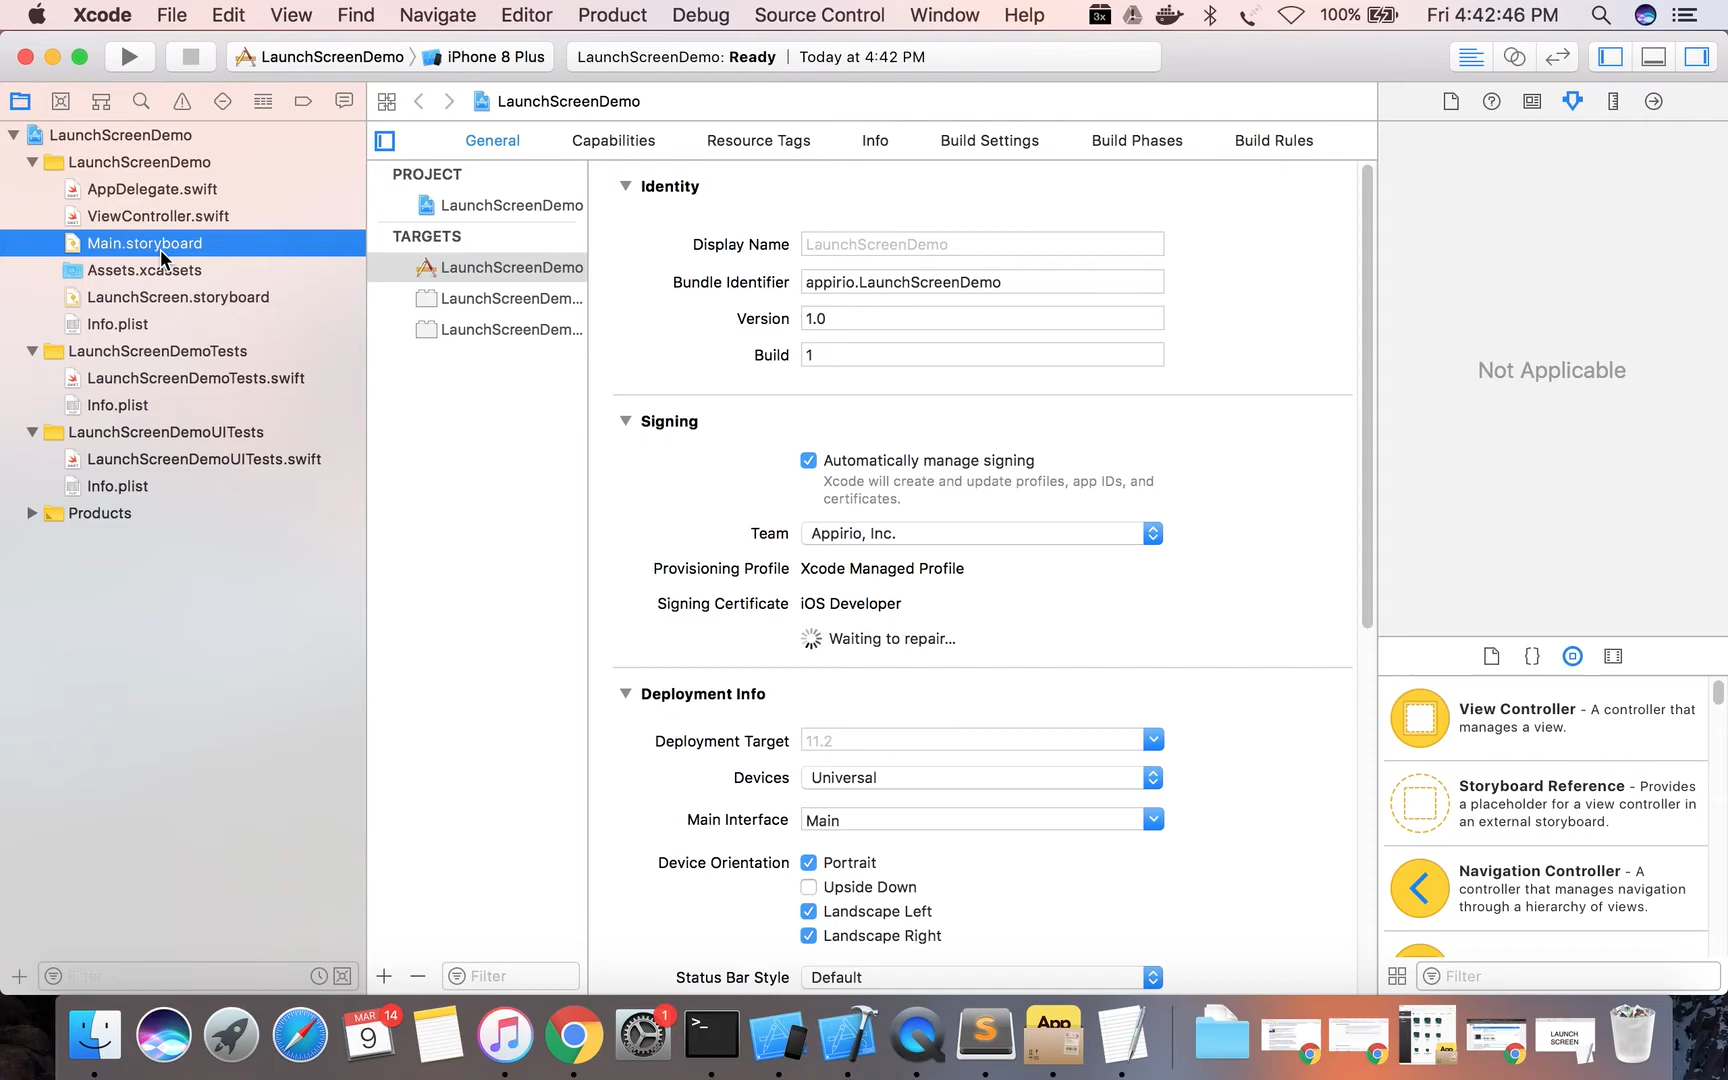 Xcode File Edit View Find Navigate Editor Product Debug Source Control Window Help 3x 100% Fri 4:42:46 PM
LaunchScreenDemo iPhone 8 Plus LaunchScreenDemo: Ready | Today at 4:42 PM
LaunchScreenDemo
LaunchScreenDemo
AppDelegate.swift
ViewController.swift
Main.storyboard
Assets.xcassets
LaunchScreen.storyboard
Info.plist
LaunchScreenDemoTests
LaunchScreenDemoTests.swift
Info.plist
LaunchScreenDemoUITests
LaunchScreenDemoUITests.swift
Info.plist
Products
Filter
LaunchScreenDemo
General Capabilities Resource Tags Info Build Settings Build Phases Build Rules
PROJECT
LaunchScreenDemo
TARGETS
LaunchScreenDemo
LaunchScreenDem...
LaunchScreenDem...
Filter
Identity
Display Name LaunchScreenDemo
Bundle Identifier appirio.LaunchScreenDemo
Version 1.0
Build 1
Signing
Automatically manage signing
Xcode will create and update profiles, app IDs, and
certificates.
Team Appirio, Inc.
Provisioning Profile Xcode Managed Profile
Signing Certificate iOS Developer
Waiting to repair...
Deployment Info
Deployment Target 11.2
Devices Universal
Main Interface Main
Device Orientation Portrait
Upside Down
Landscape Left
Landscape Right
Status Bar Style Default
Not Applicable
View Controller - A controller that
manages a view.
Storyboard Reference - Provides
a placeholder for a view controller in
an external storyboard.
Navigation Controller - A
controller that manages navigation
through a hierarchy of views.
Filter
MAR
9
14
1
App
LAUNCH
SCREEN